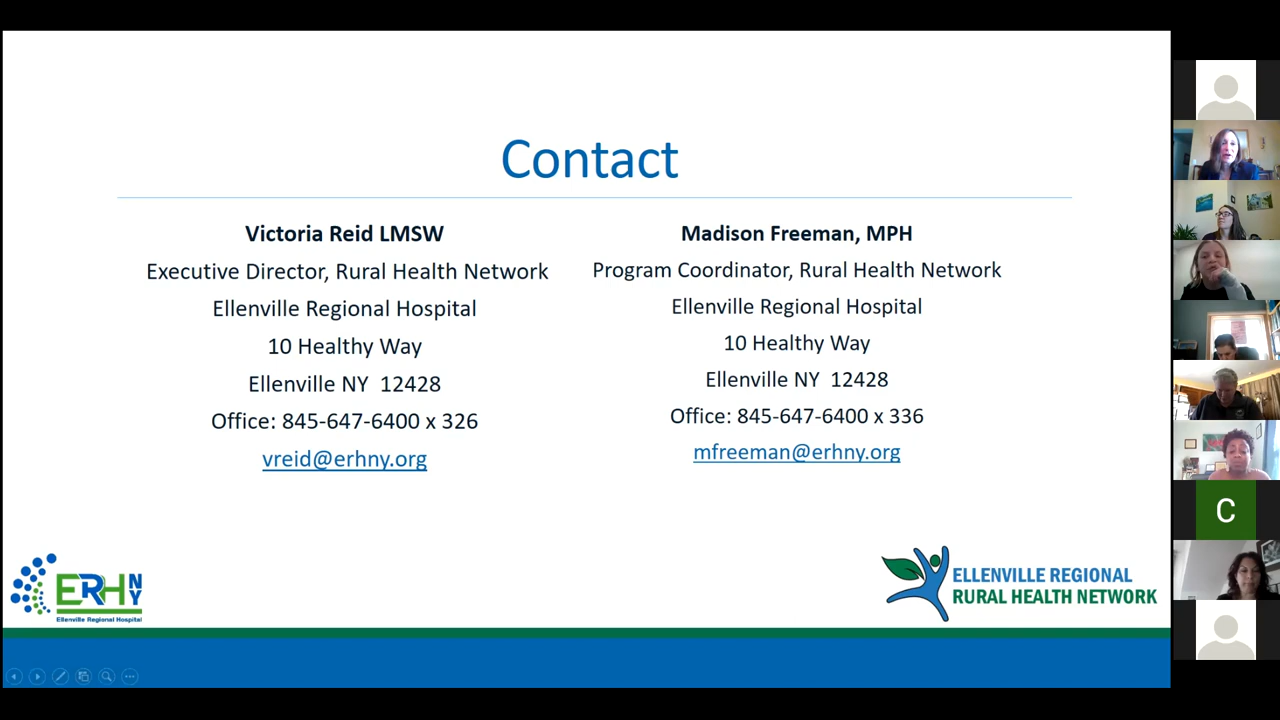 Contact
Victoria Reid LMSW
Executive Director, Rural Health Network
Ellenville Regional Hospital
10 Healthy Way
Ellenville NY  12428
Office: 845-647-6400 x 326
vreid@erhny.org
Madison Freeman, MPH
Program Coordinator, Rural Health Network
Ellenville Regional Hospital
10 Healthy Way
Ellenville NY  12428
Office: 845-647-6400 x 336
mfreeman@erhny.org
ERHNY
Ellenville Regional Hospital
ELLENVILLE REGIONAL
RURAL HEALTH NETWORK
C